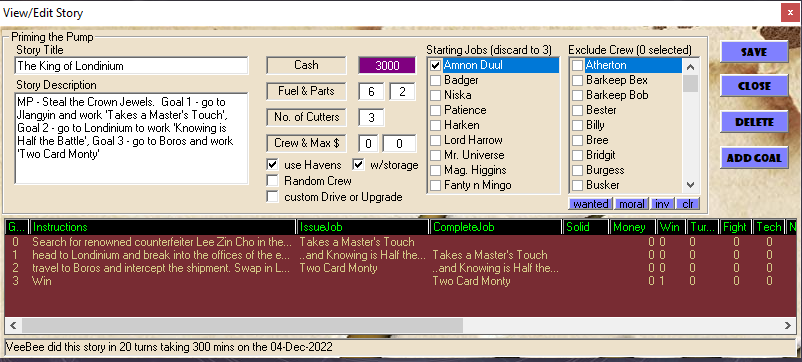 View/Edit Story
Priming the Pump
Story Title
The King of Londinium
Story Description
MP - Steal the Crown Jewels. Goal 1 - go to
Jlangyin and work 'Takes a Master's Touch',
Goal 2 - go to Londinium to work 'Knowing is
Half the Battle', Goal 3 - go to Boros and work
'Two Card Monty'
Cash 3000
Fuel & Parts 6 2
No. of Cutters 3
Crew & Max $ 0 0
use Havens w/storage
Random Crew
custom Drive or Upgrade
Starting Jobs (discard to 3)
Amnon Duul
Badger
Niska
Patience
Harken
Lord Harrow
Mr. Universe
Mag. Higgins
Fanty n Mingo
Exclude Crew (0 selected)
Atherton
Barkeep Bex
Barkeep Bob
Bester
Billy
Bree
Bridgit
Burgess
Busker
wanted moral inv clr
SAVE
CLOSE
DELETE
ADD GOAL
G... Instructions IssueJob CompleteJob Solid Money Win Tur... Fight Tech N
0 Search for renowned counterfeiter Lee Zin Cho in the... Takes a Master's Touch 0 0 0 0 0
1 head to Londinium and break into the offices of the e... ..and Knowing is Half the... Takes a Master's Touch 0 0 0 0 0
2 travel to Boros and intercept the shipment. Swap in L... Two Card Monty ..and Knowing is Half the... 0 0 0 0 0
3 Win Two Card Monty 0 1 0 0 0
VeeBee did this story in 20 turns taking 300 mins on the 04-Dec-2022